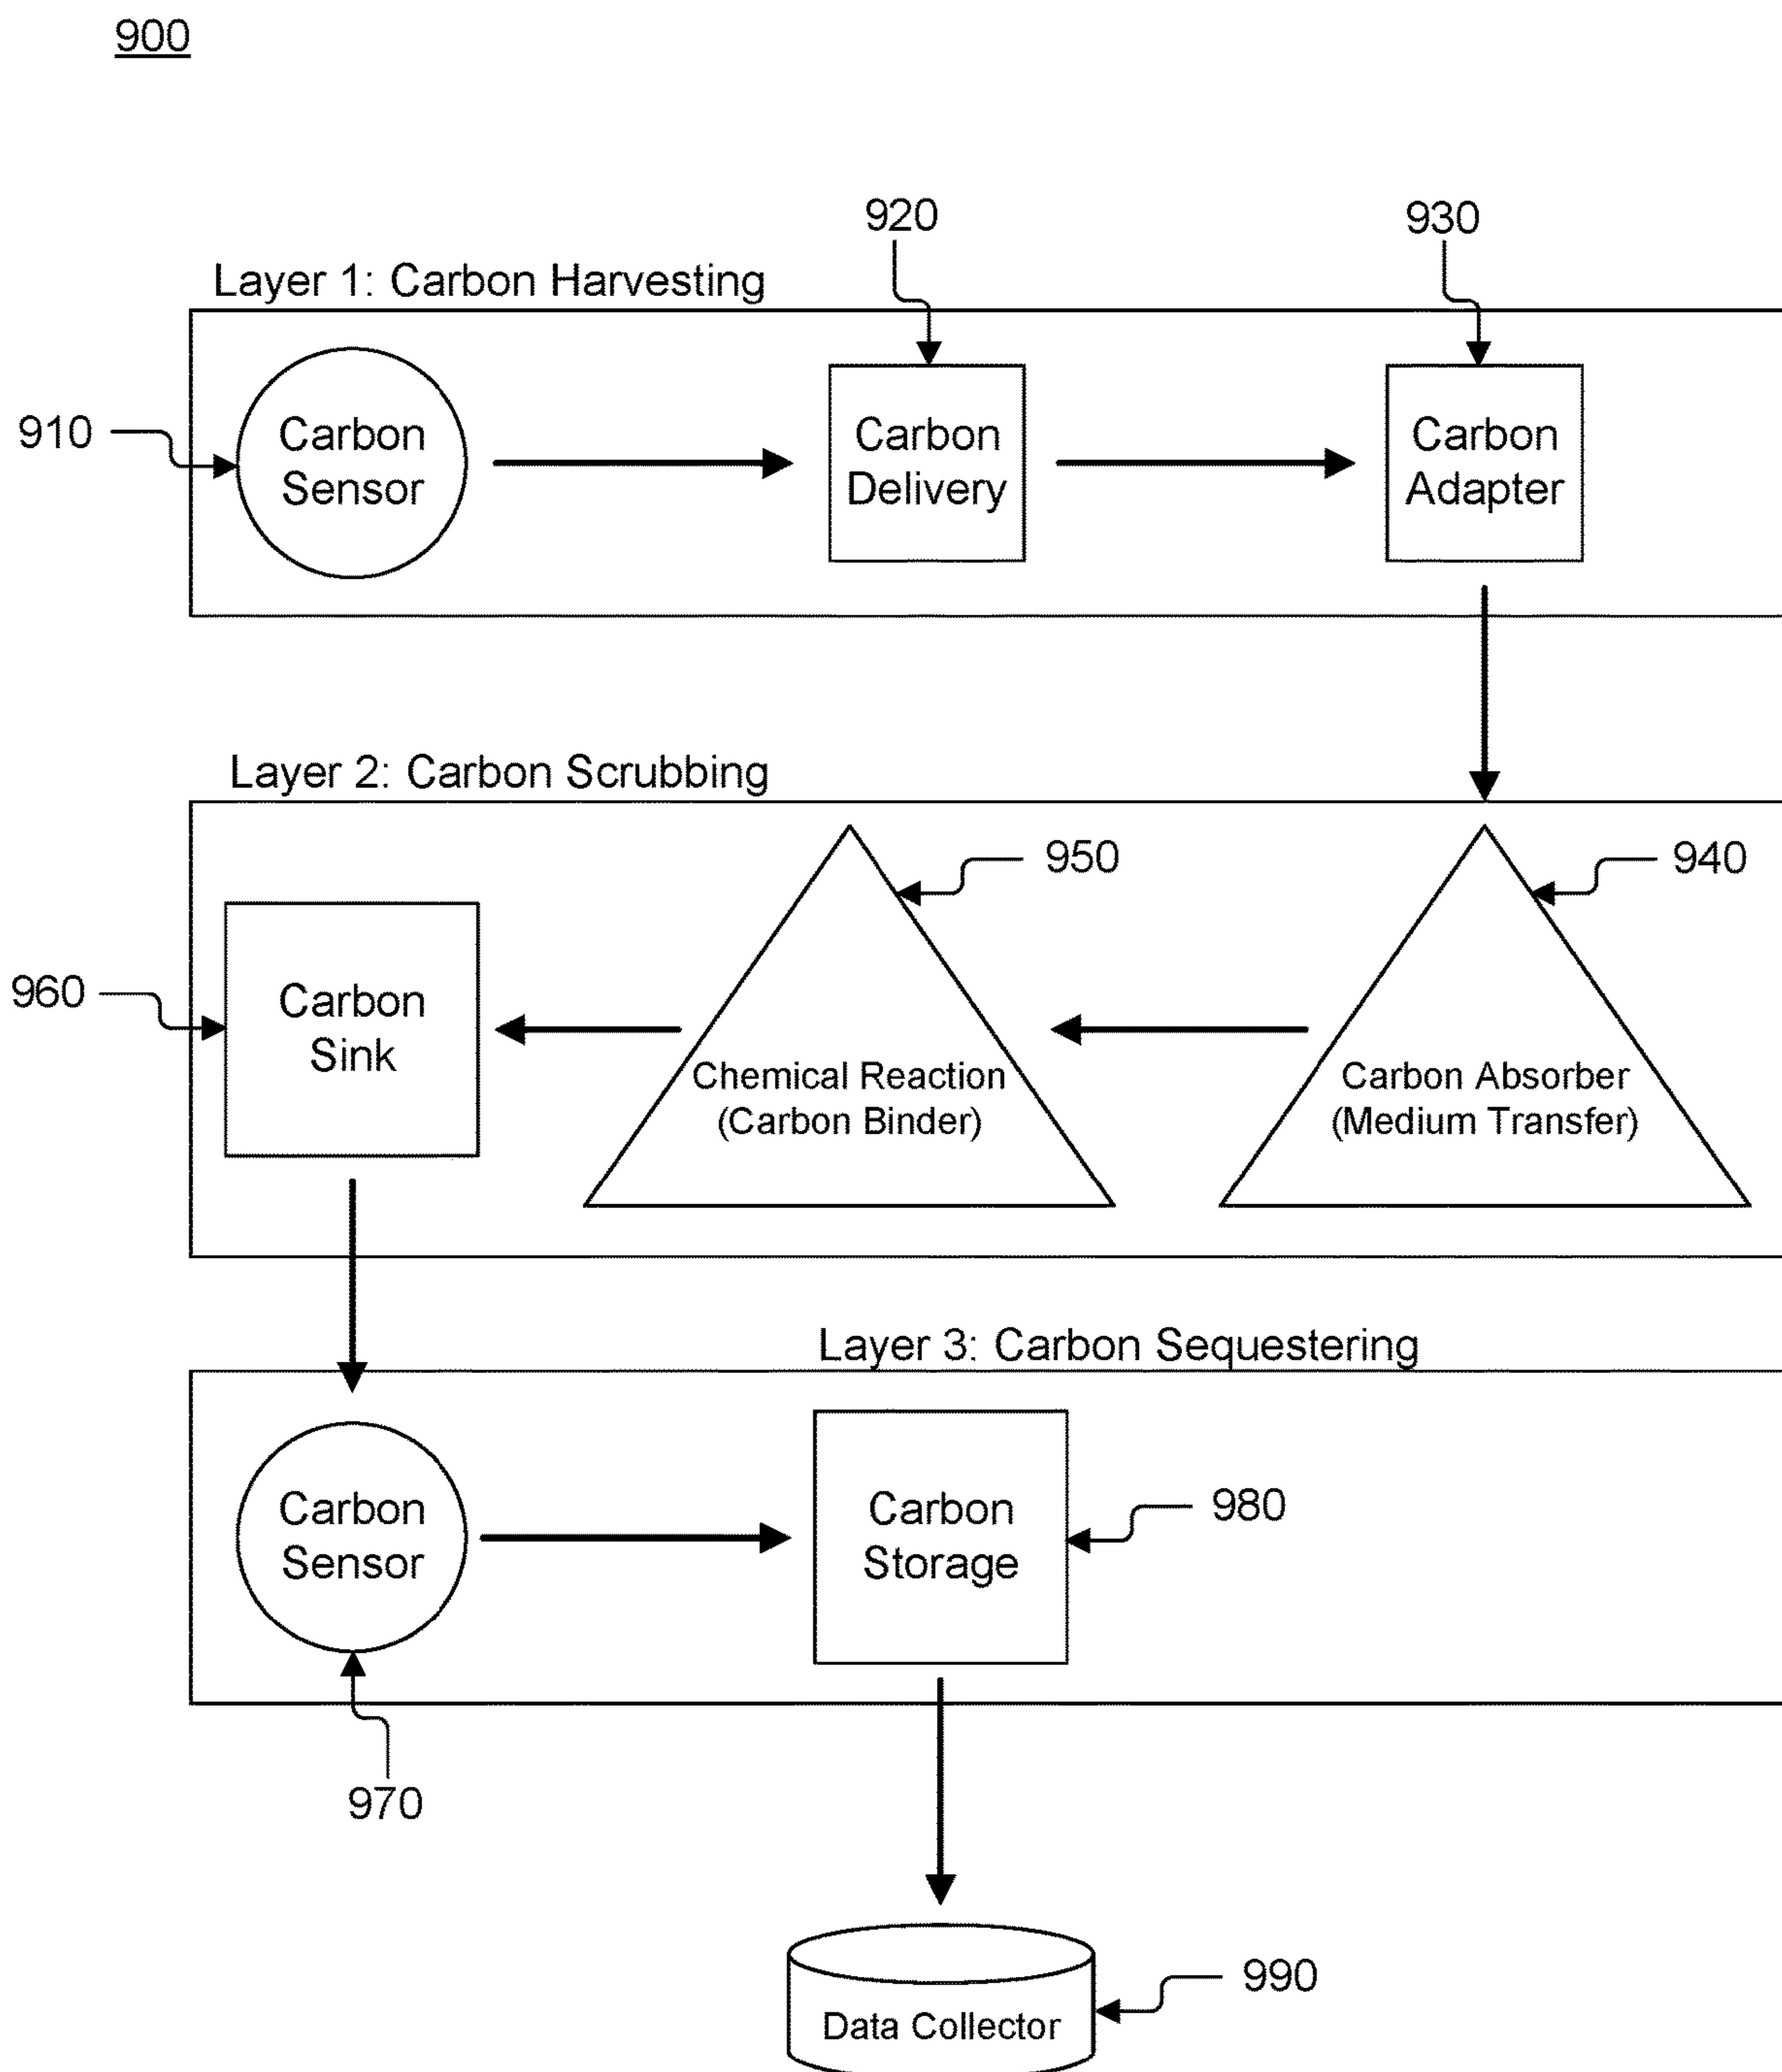 900
920
930
Layer 1: Carbon Harvesting
910
Carbon
Sensor
Carbon
Delivery
Carbon
Adapter
Layer 2: Carbon Scrubbing
950
940
960
Carbon
Sink
Chemical Reaction
(Carbon Binder)
Carbon Absorber
(Medium Transfer)
Layer 3: Carbon Sequestering
Carbon
Sensor
Carbon
Storage
980
970
990
Data Collector